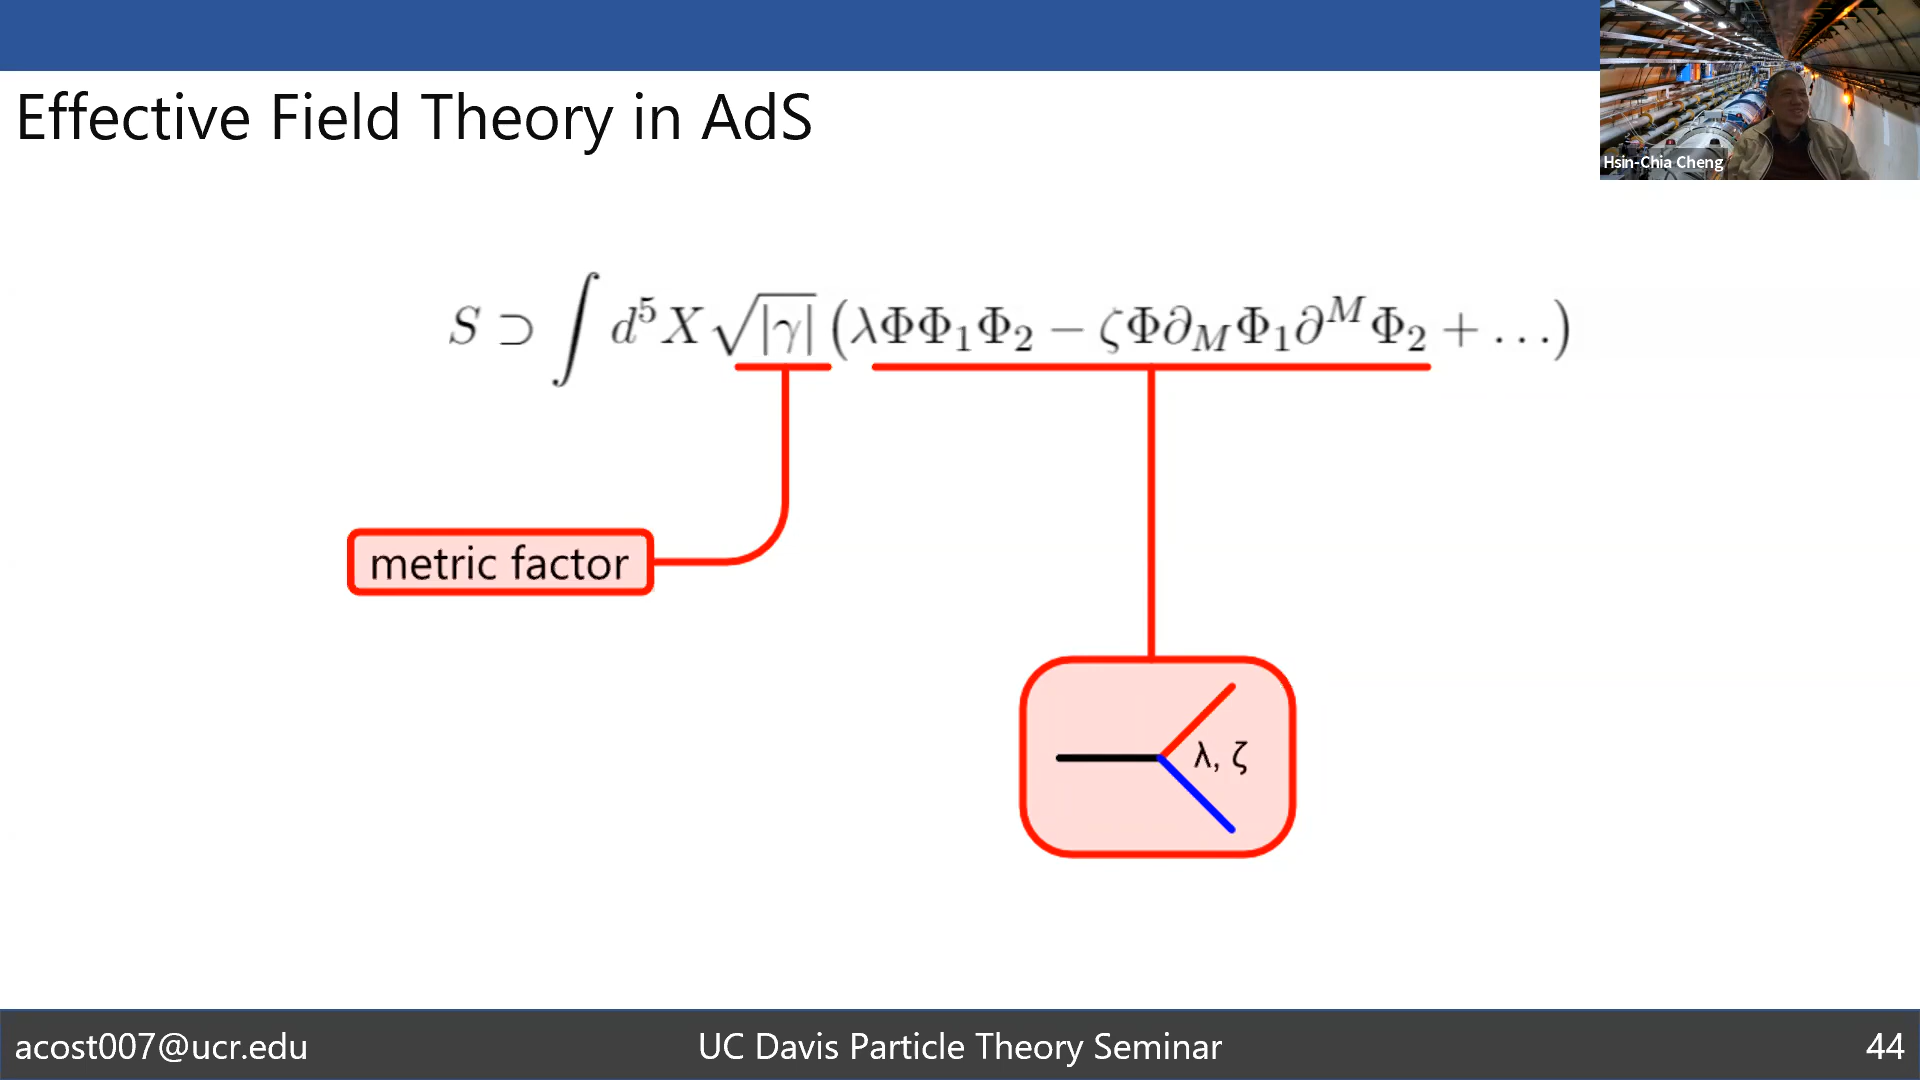 Hsin-Chia Cheng
Effective Field Theory in AdS
S ⊃ ∫ d⁵X √|γ| (λΦΦ₁Φ₂ − ζΦ∂_MΦ₁∂^MΦ₂ + …)
metric factor
λ, ζ
acost007@ucr.edu
UC Davis Particle Theory Seminar
44